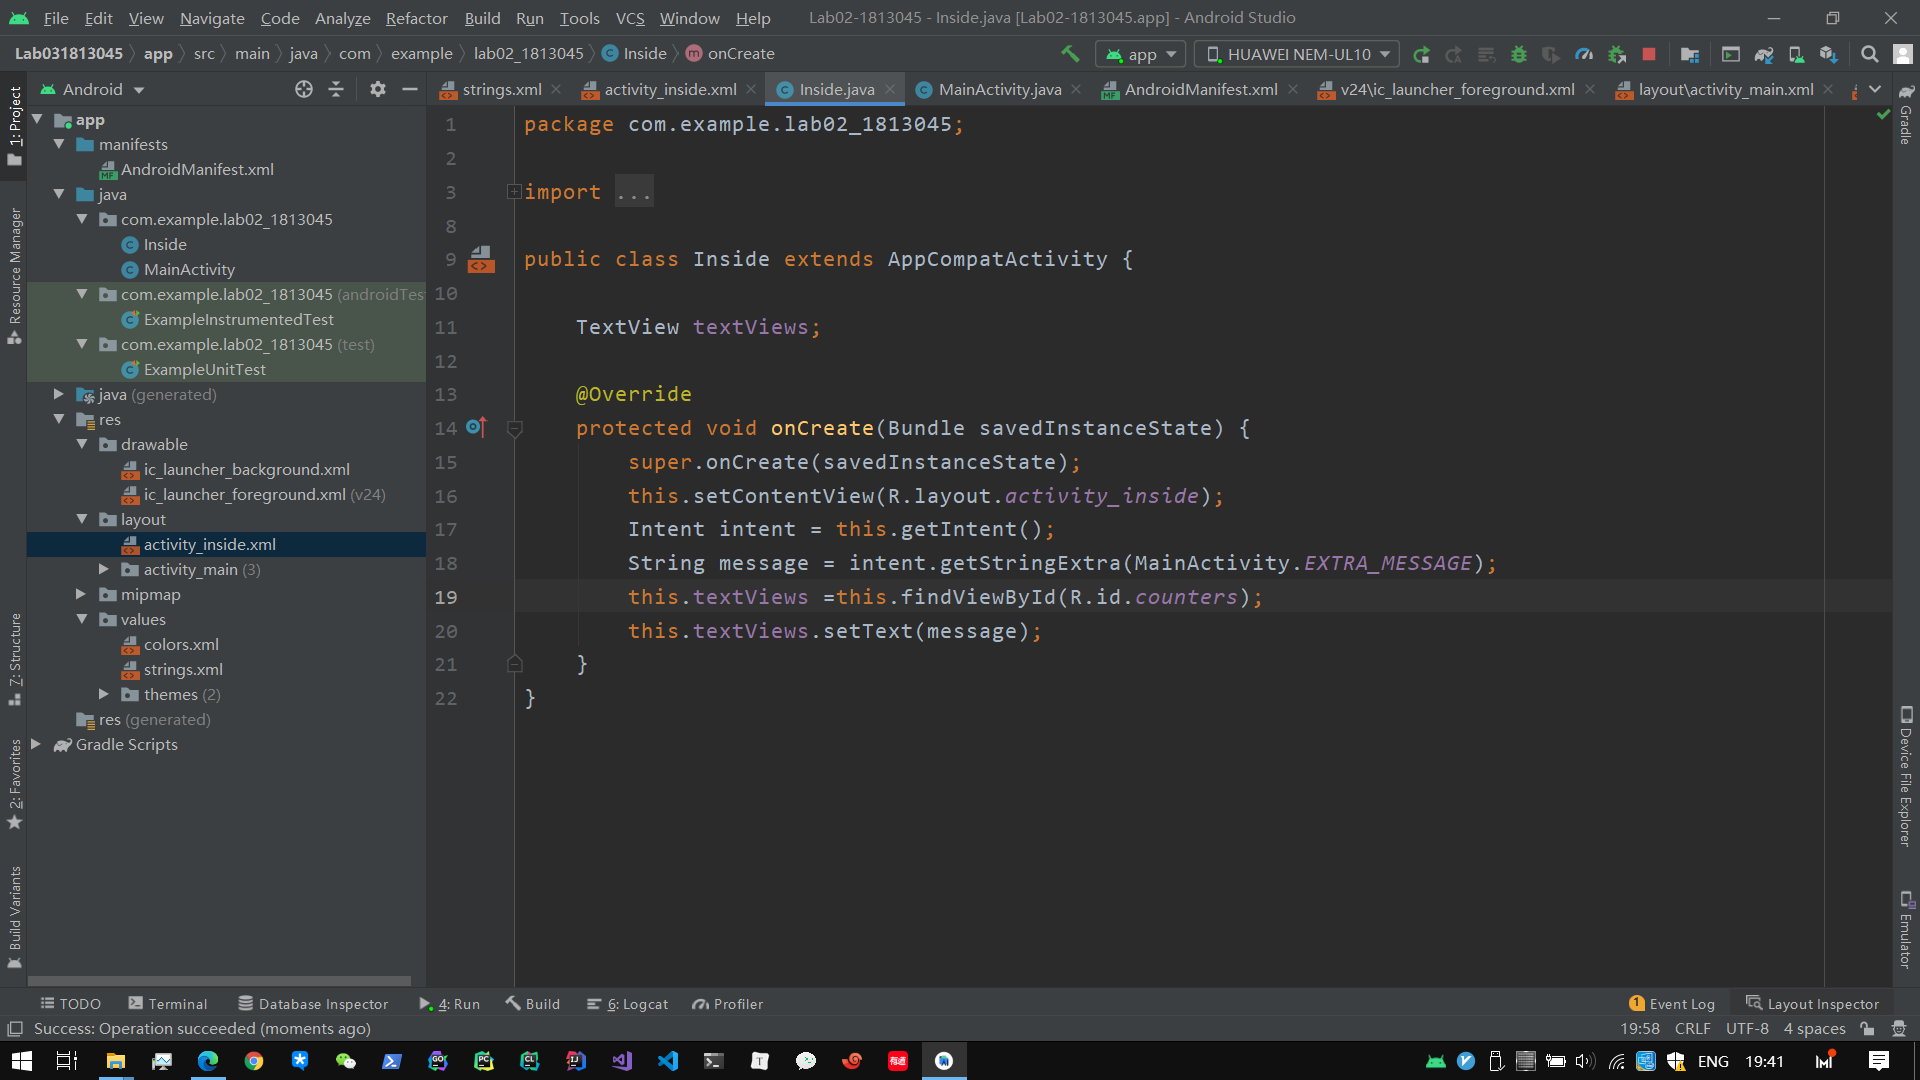 File Edit View Navigate Code Analyze Refactor Build Run Tools VCS Window Help Lab02-1813045 - Inside.java [Lab02-1813045.app] - Android Studio
Lab031813045 app src main java com example lab02_1813045 Inside onCreate app HUAWEI NEM-UL10
Android
strings.xml activity_inside.xml Inside.java MainActivity.java AndroidManifest.xml v24\ic_launcher_foreground.xml layout\activity_main.xml
1: Project
Resource Manager
7: Structure
2: Favorites
Build Variants
app
manifests
AndroidManifest.xml
java
com.example.lab02_1813045
Inside
MainActivity
com.example.lab02_1813045 (androidTest
ExampleInstrumentedTest
com.example.lab02_1813045 (test)
ExampleUnitTest
java (generated)
res
drawable
ic_launcher_background.xml
ic_launcher_foreground.xml (v24)
layout
activity_inside.xml
activity_main (3)
mipmap
values
colors.xml
strings.xml
themes (2)
res (generated)
Gradle Scripts
1 package com.example.lab02_1813045;
2
3 import ...
8
9 public class Inside extends AppCompatActivity {
10
11 TextView textViews;
12
13 @Override
14 protected void onCreate(Bundle savedInstanceState) {
15 super.onCreate(savedInstanceState);
16 this.setContentView(R.layout.activity_inside);
17 Intent intent = this.getIntent();
18 String message = intent.getStringExtra(MainActivity.EXTRA_MESSAGE);
19 this.textViews =this.findViewById(R.id.counters);
20 this.textViews.setText(message);
21 }
22 }
Gradle
Device File Explorer
Emulator
TODO Terminal Database Inspector 4: Run Build 6: Logcat Profiler 1 Event Log Layout Inspector
Success: Operation succeeded (moments ago) 19:58 CRLF UTF-8 4 spaces
ENG 19:41